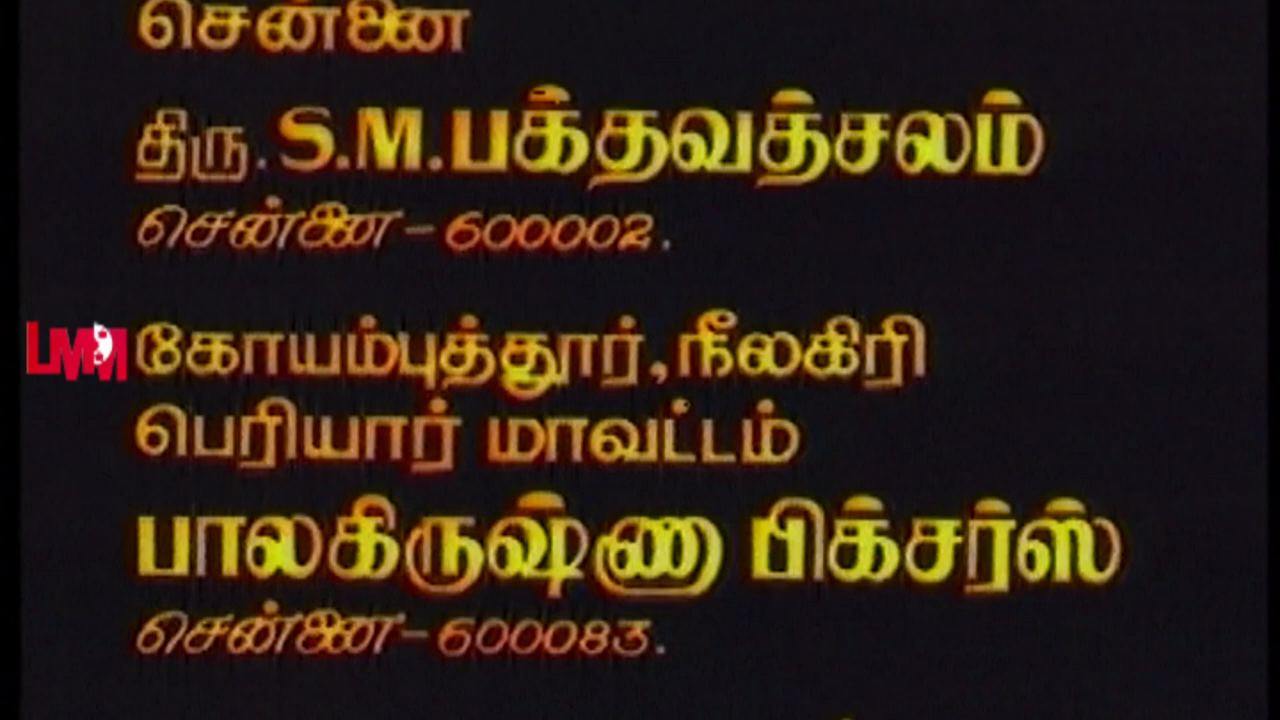 சென்னை
திரு. S.M.பக்தவத்சலம்
சென்னை - 600002.
LMM
கோயம்புத்தூர், நீலகிரி
பெரியார் மாவட்டம்
பாலகிருஷ்ணா பிக்சர்ஸ்
சென்னை - 600083.